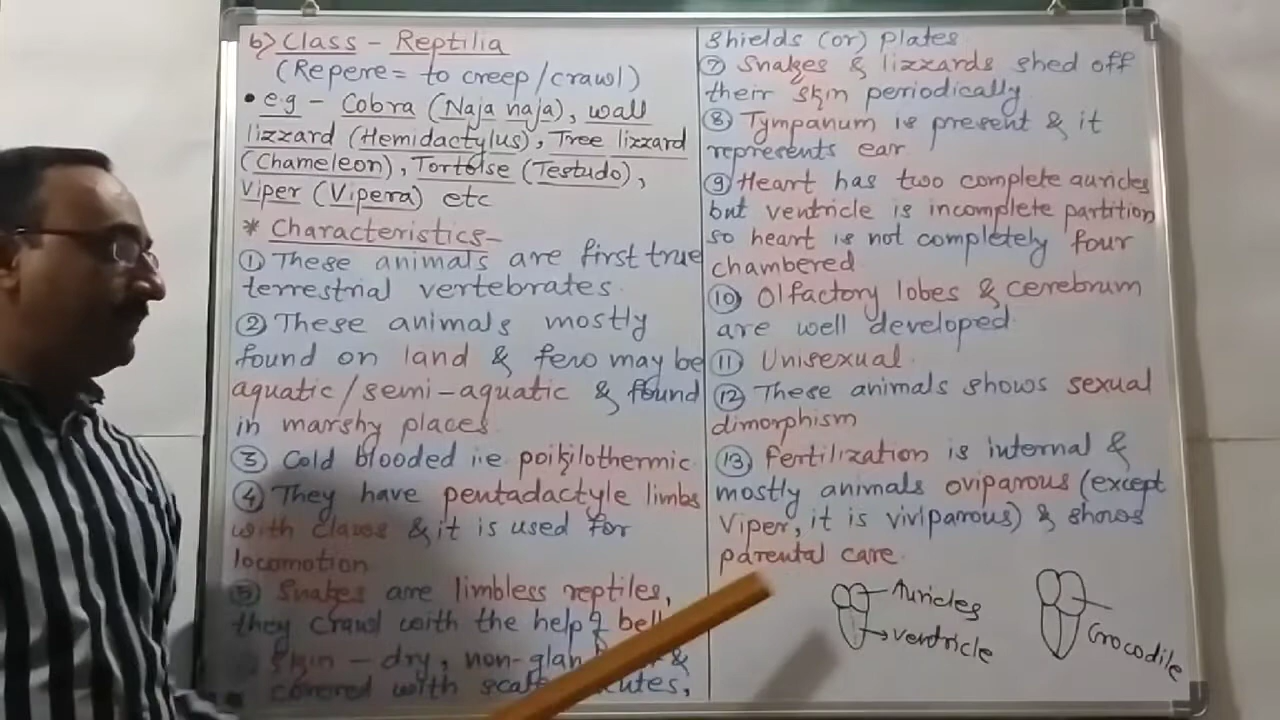 b) Class - Reptilia
(Repere= to creep/crawl)
• e.g - Cobra (Naja naja), wall
lizzard (Hemidactylus), Tree lizzard
(Chameleon), Tortoise (Testudo),
Viper (Vipera) etc
* Characteristics-
① These animals are first true
terrestrial vertebrates.
② These animals mostly
found on land & few may be
aquatic/semi-aquatic & found
in marshy places
③ Cold blooded i.e poikilothermic
④ They have pentadactyle limbs
with claws & it is used for
locomotion
⑤ Snakes are limbless reptiles,
they crawl with the help of
skin - dry, &
covered with
shields (or) plates
⑦ Snakes & lizzards shed off
their skin periodically
⑧ Tympanum is present & it
represents ear
⑨ Heart has two complete auricles
but ventricle is incomplete partition
so heart is not completely four
chambered
⑩ Olfactory lobes & cerebrum
are well developed
⑪ Unisexual
⑫ These animals shows sexual
dimorphism
⑬ Fertilization is internal &
mostly animals oviparous (except
Viper, it is viviparous) & shows
parental care
Auricles
ventricle
Crocodile